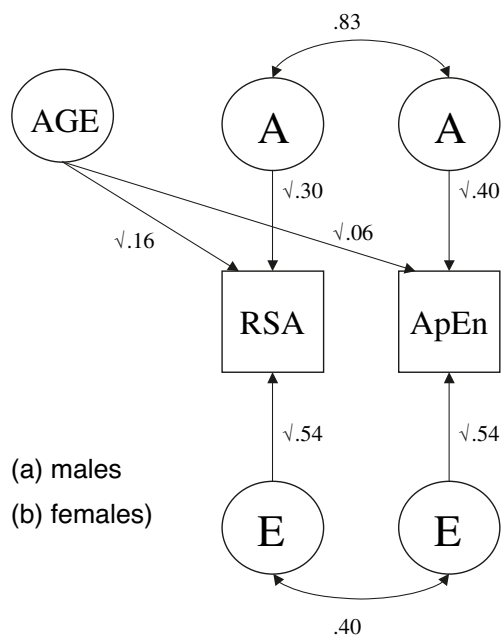 .83
AGE
A
A
√.30
√.40
√.16
√.06
RSA
ApEn
√.54
√.54
(a) males
(b) females)
E
E
.40